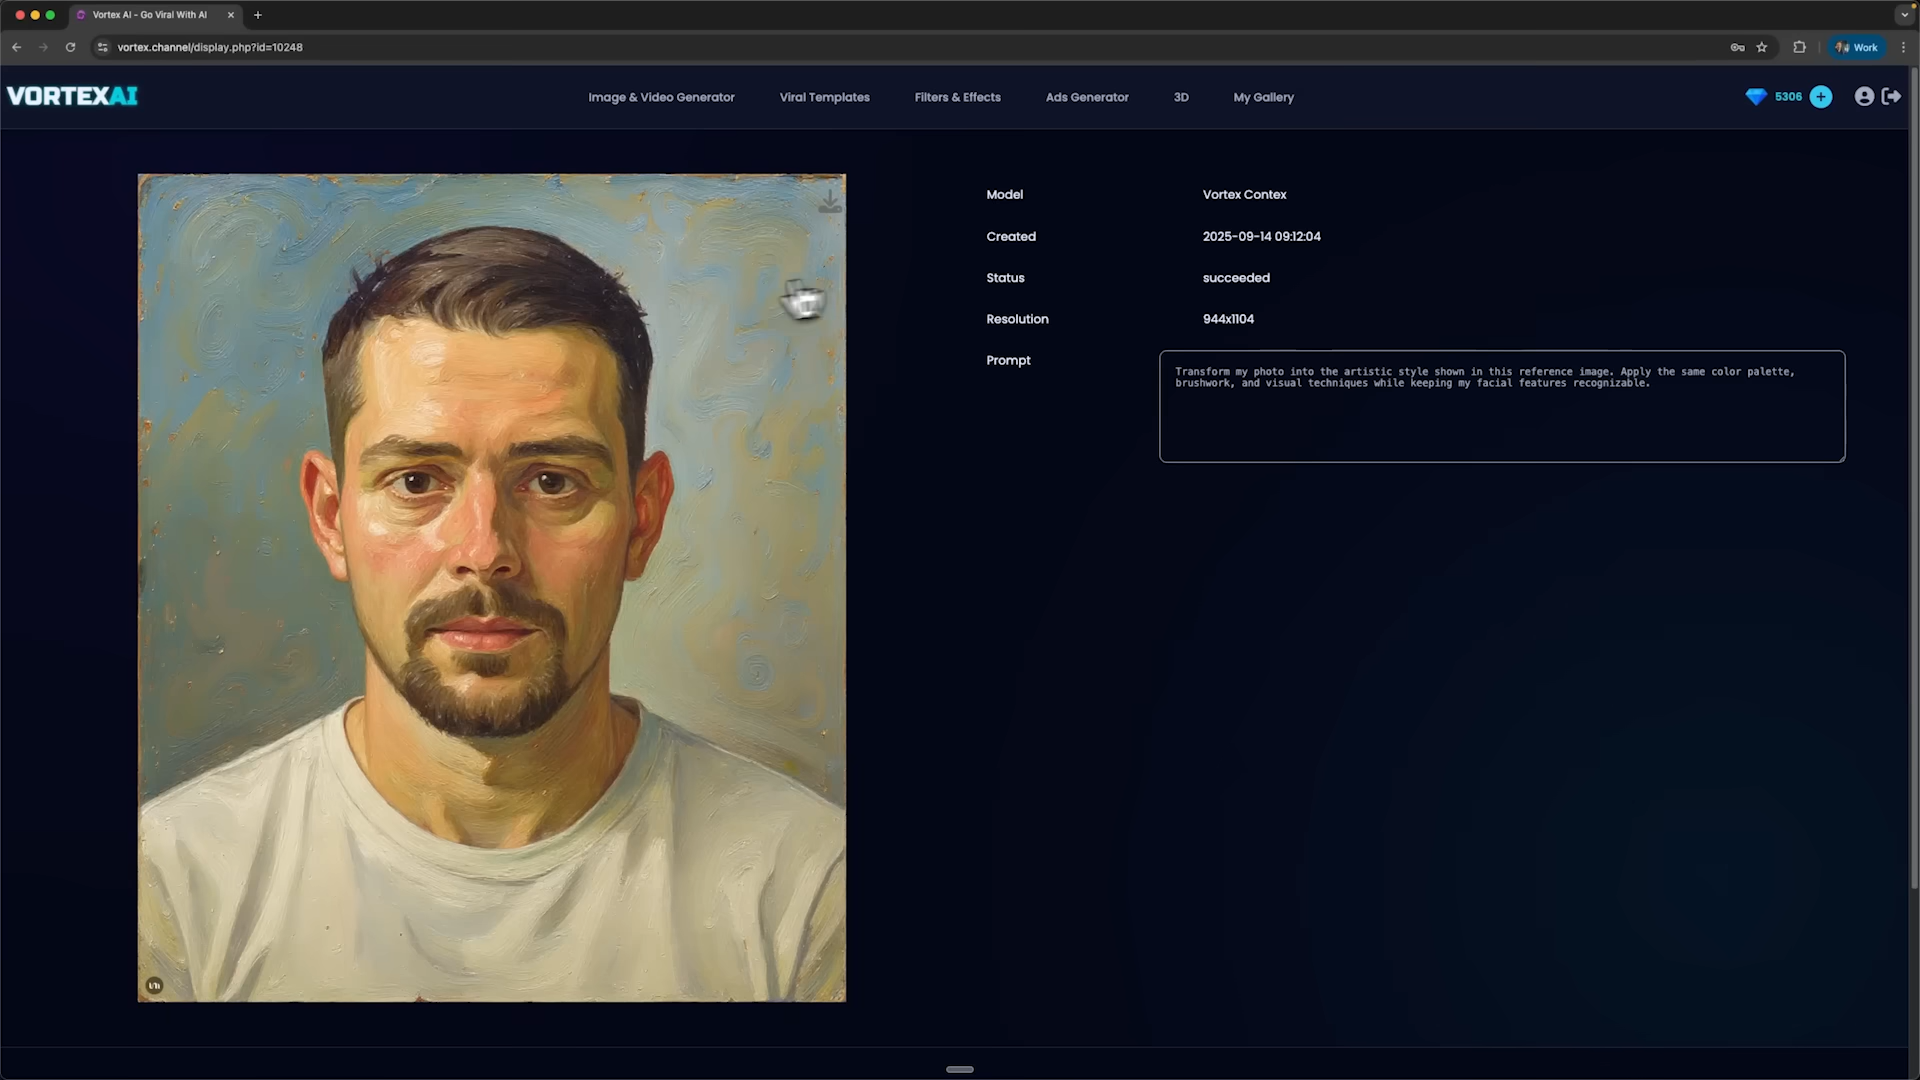 Vortex AI - Go Viral With AI
vortex.channel/display.php?id=10248
Work
VORTEXAI
Image & Video Generator
Viral Templates
Filters & Effects
Ads Generator
3D
My Gallery
5306
Model
Vortex Contex
Created
2025-09-14 09:12:04
Status
succeeded
Resolution
944x1104
Prompt
Transform my photo into the artistic style shown in this reference image. Apply the same color palette,
brushwork, and visual techniques while keeping my facial features recognizable.